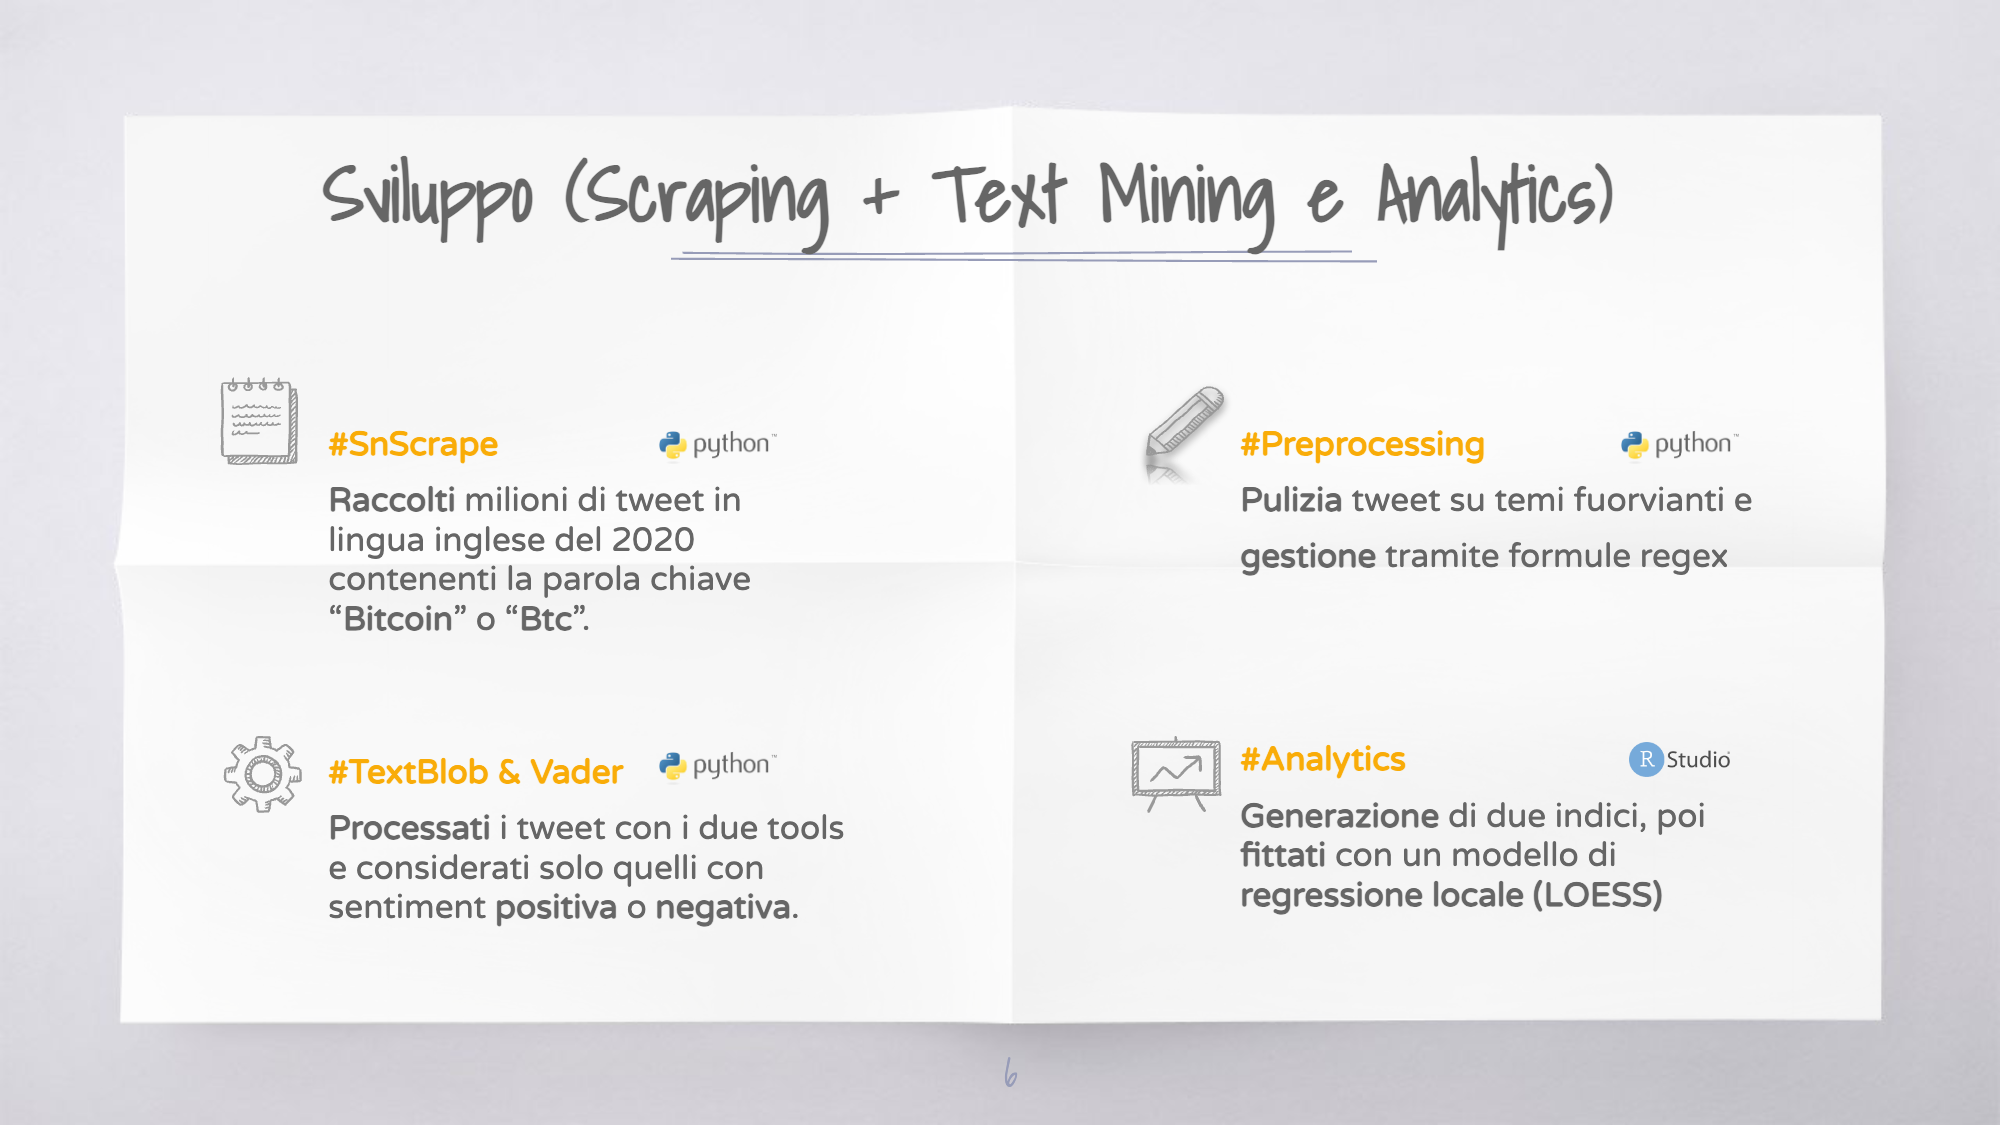 Sviluppo (Scraping + Text Mining e Analytics)
#SnScrape
python™
Raccolti milioni di tweet in
lingua inglese del 2020
contenenti la parola chiave
“Bitcoin” o “Btc”.
#Preprocessing
python™
Pulizia tweet su temi fuorvianti e
gestione tramite formule regex
#TextBlob & Vader
python™
Processati i tweet con i due tools
e considerati solo quelli con
sentiment positiva o negativa.
#Analytics
R Studio
Generazione di due indici, poi
fittati con un modello di
regressione locale (LOESS)
6